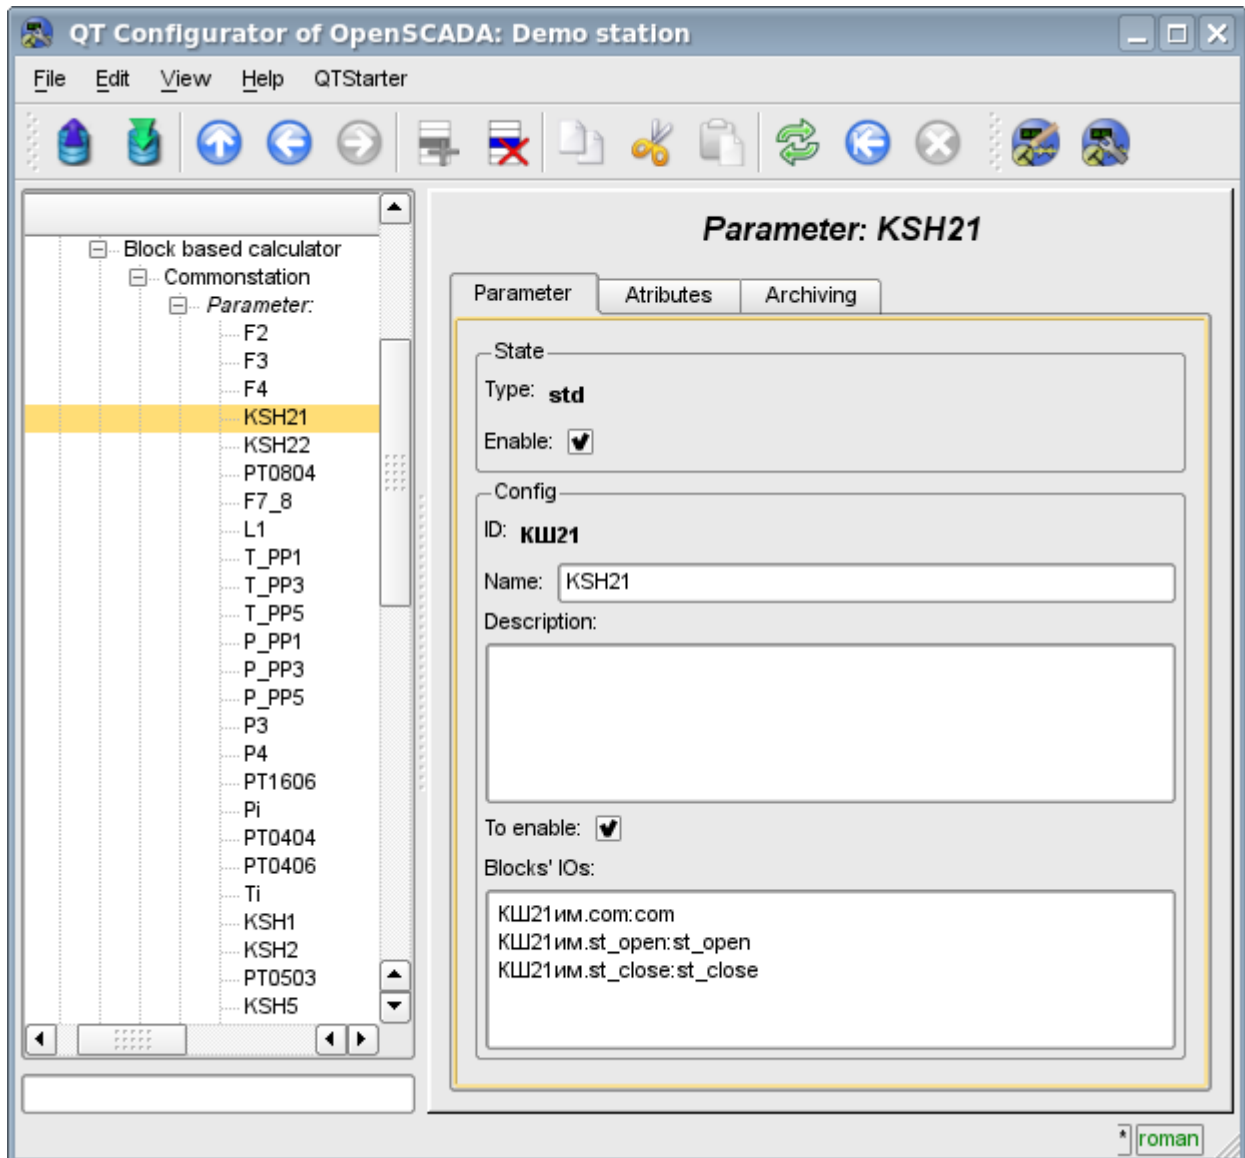 QT Configurator of OpenSCADA: Demo station
File Edit View Help QTStarter
Block based calculator
Commonstation
Parameter:
F2
F3
F4
KSH21
KSH22
PT0804
F7_8
L1
T_PP1
T_PP3
T_PP5
P_PP1
P_PP3
P_PP5
P3
P4
PT1606
Pi
PT0404
PT0406
Ti
KSH1
KSH2
PT0503
KSH5
Parameter: KSH21
Parameter Atributes Archiving
State
Type: std
Enable:
Config
ID: КШ21
Name: KSH21
Description:
To enable:
Blocks' IOs:
КШ21им.com:com
КШ21им.st_open:st_open
КШ21им.st_close:st_close
* roman